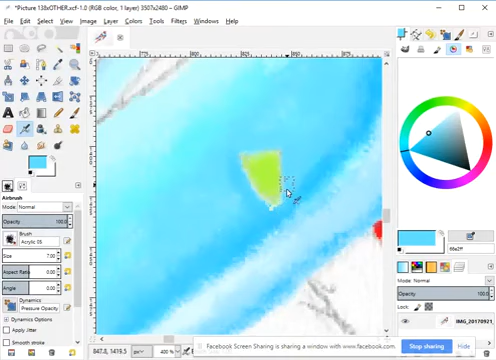 *Picture 138xOTHER.xcf-1.0 (RGB color, 1 layer) 3507x2480 – GIMP
File Edit Select View Image Layer Colors Tools Filters Windows Help
Airbrush
Mode: Normal
Opacity 100.0
Brush
Acrylic 05
Size 7.00
Aspect Ratio 0.00
Angle 0.00
Dynamics
Pressure Opacity
Dynamics Options
Apply Jitter
Smooth stroke
847.8, 1419.5 px 400 %
Facebook Screen Sharing is sharing a window with www.facebook.com.
Stop sharing
Hide
Mode: Normal
Opacity 100.0
Lock:
IMG_20170921_